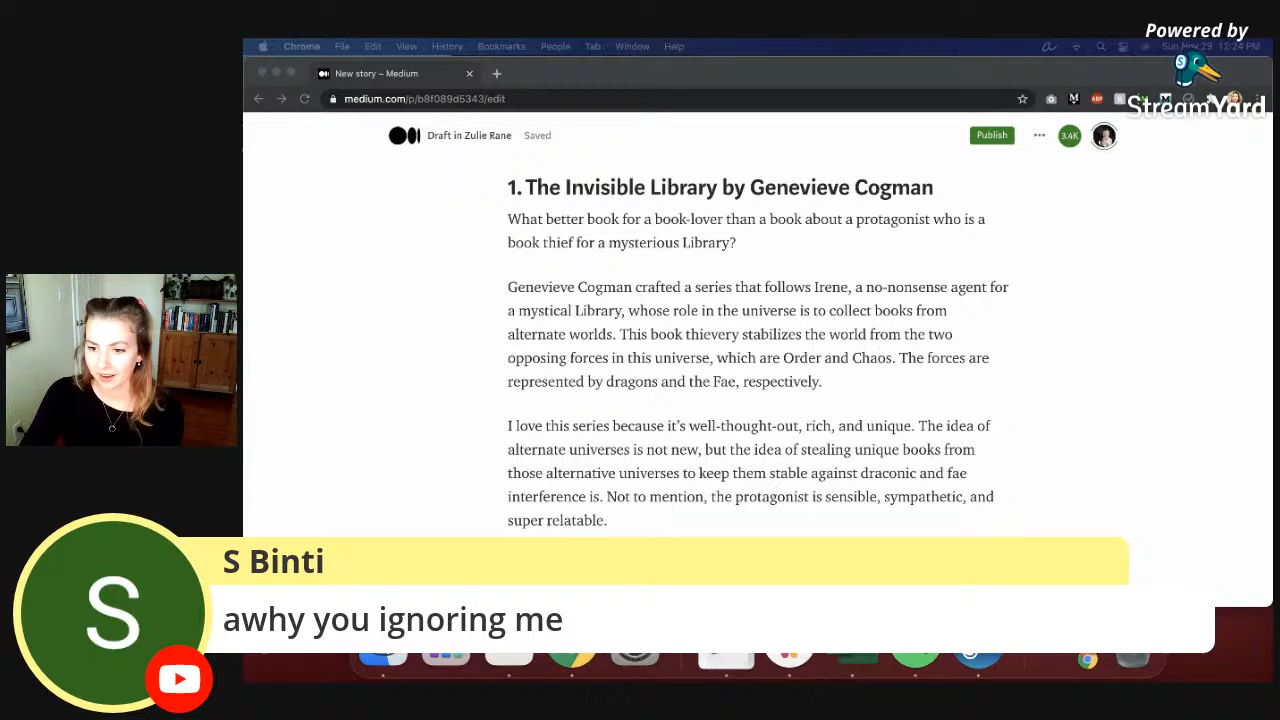 Powered by
StreamYard
Chrome File Edit View History Bookmarks People Tab Window Help
Sun Nov 29 12:24 PM
New story – Medium
medium.com/p/b8f089d5343/edit
ABP
Draft in Zulie Rane Saved
Publish
3.4K
1. The Invisible Library by Genevieve Cogman
What better book for a book-lover than a book about a protagonist who is a
book thief for a mysterious Library?
Genevieve Cogman crafted a series that follows Irene, a no-nonsense agent for
a mystical Library, whose role in the universe is to collect books from
alternate worlds. This book thievery stabilizes the world from the two
opposing forces in this universe, which are Order and Chaos. The forces are
represented by dragons and the Fae, respectively.
I love this series because it’s well-thought-out, rich, and unique. The idea of
alternate universes is not new, but the idea of stealing unique books from
those alternative universes to keep them stable against draconic and fae
interference is. Not to mention, the protagonist is sensible, sympathetic, and
super relatable.
S
S Binti
awhy you ignoring me